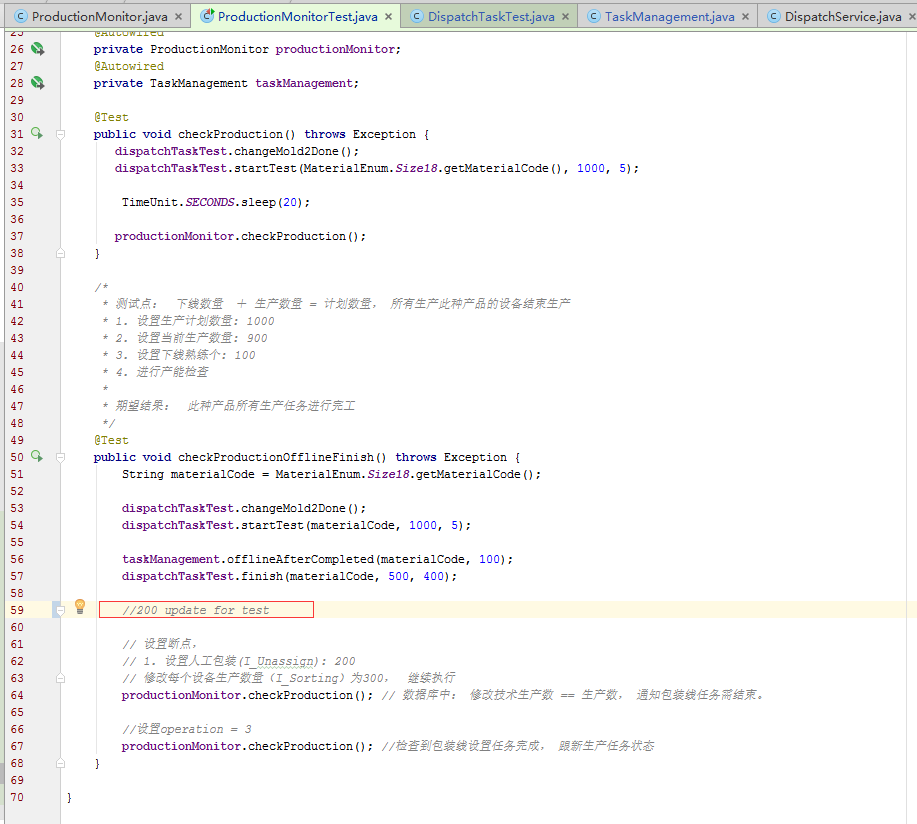 ProductionMonitor.java × ProductionMonitorTest.java × DispatchTaskTest.java × TaskManagement.java × DispatchService.java ×
25 @Autowired
26 private ProductionMonitor productionMonitor;
27 @Autowired
28 private TaskManagement taskManagement;
29
30 @Test
31 public void checkProduction() throws Exception {
32 dispatchTaskTest.changeMold2Done();
33 dispatchTaskTest.startTest(MaterialEnum.Size18.getMaterialCode(), 1000, 5);
34
35 TimeUnit.SECONDS.sleep(20);
36
37 productionMonitor.checkProduction();
38 }
39
40 /*
41 * 测试点： 下线数量 ＋ 生产数量 = 计划数量， 所有生产此种产品的设备结束生产
42 * 1. 设置生产计划数量: 1000
43 * 2. 设置当前生产数量: 900
44 * 3. 设置下线熟练个: 100
45 * 4. 进行产能检查
46 *
47 * 期望结果： 此种产品所有生产任务进行完工
48 */
49 @Test
50 public void checkProductionOfflineFinish() throws Exception {
51 String materialCode = MaterialEnum.Size18.getMaterialCode();
52
53 dispatchTaskTest.changeMold2Done();
54 dispatchTaskTest.startTest(materialCode, 1000, 5);
55
56 taskManagement.offlineAfterCompleted(materialCode, 100);
57 dispatchTaskTest.finish(materialCode, 500, 400);
58
59 //200 update for test
60
61 // 设置断点，
62 // 1. 设置人工包装(I_Unassign): 200
63 // 修改每个设备生产数量（I_Sorting）为300， 继续执行
64 productionMonitor.checkProduction(); // 数据库中： 修改技术生产数 == 生产数， 通知包装线任务需结束。
65
66 //设置operation = 3
67 productionMonitor.checkProduction(); //检查到包装线设置任务完成， 跟新生产任务状态
68 }
69
70 }